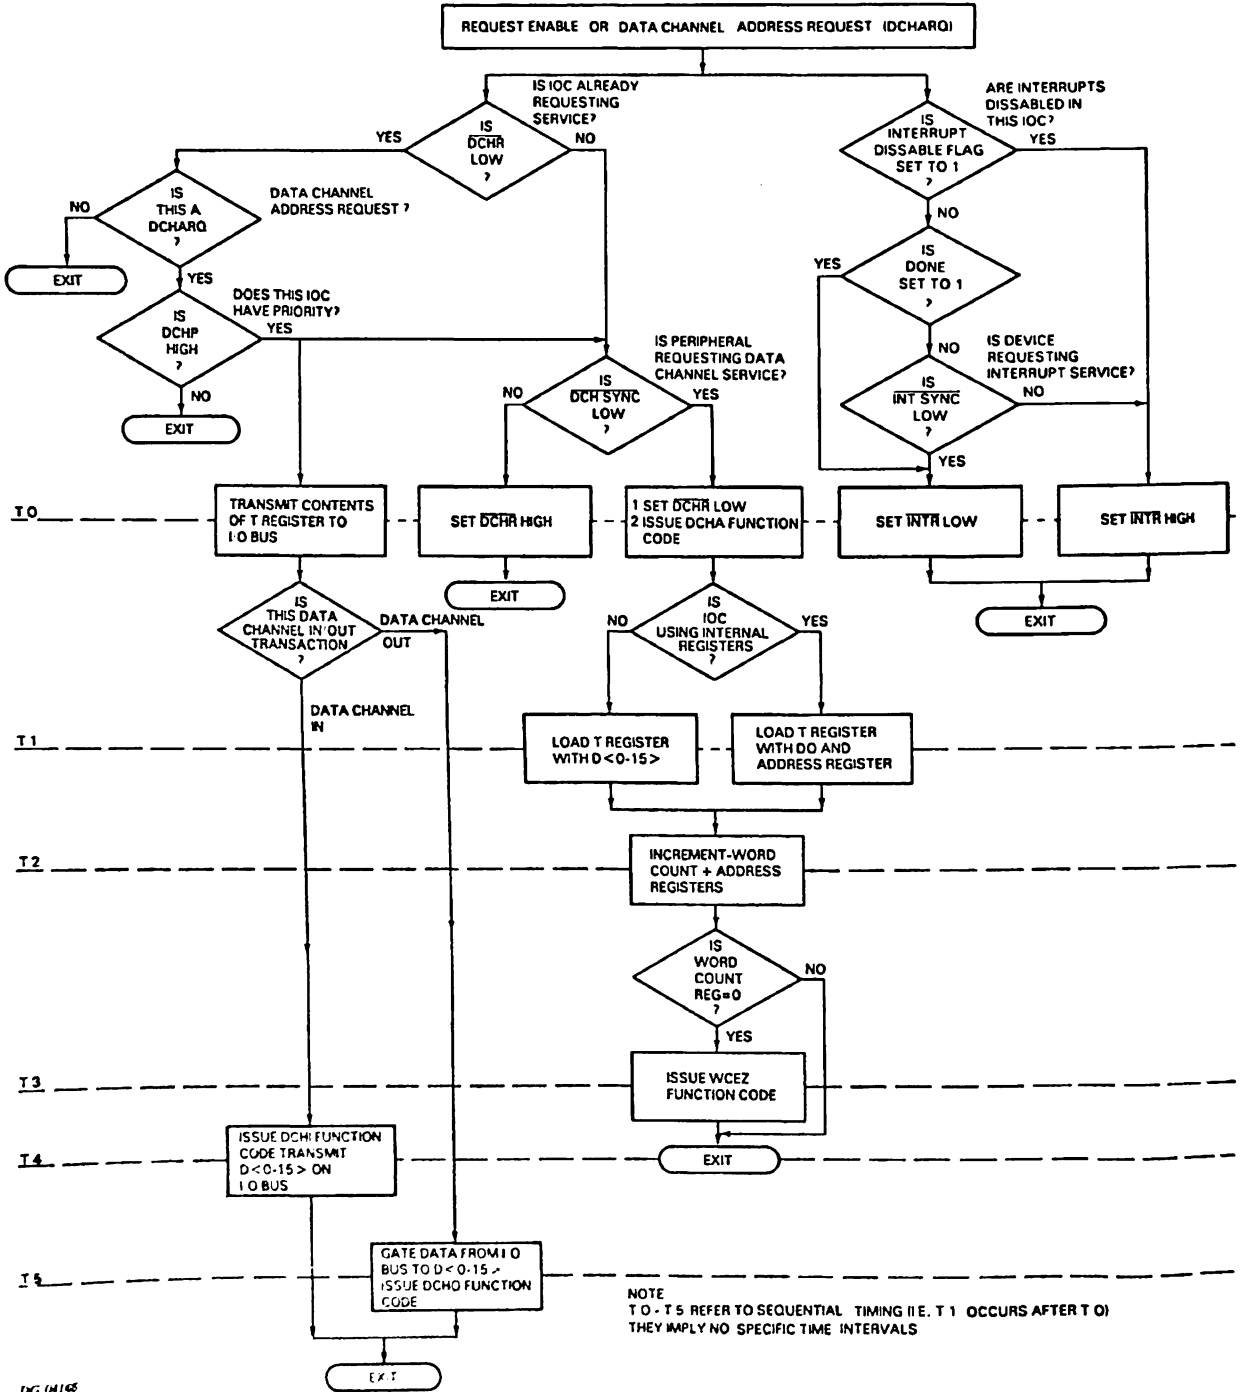 REQUEST ENABLE OR DATA CHANNEL ADDRESS REQUEST (DCHARQ)
IS IOC ALREADY
REQUESTING
SERVICE?
ARE INTERRUPTS
DISSABLED IN
THIS IOC?
IS
DCHR
LOW
?
YES
NO
IS
INTERRUPT
DISSABLE FLAG
SET TO 1
?
YES
NO
IS
THIS A
DCHARQ
?
DATA CHANNEL
ADDRESS REQUEST ?
NO
EXIT
YES
IS
DONE
SET TO 1
?
YES
NO
DOES THIS IOC
HAVE PRIORITY?
IS
DCHP
HIGH
?
YES
NO
EXIT
IS PERIPHERAL
REQUESTING DATA
CHANNEL SERVICE?
IS
DCH SYNC
LOW
?
NO
YES
IS DEVICE
REQUESTING
INTERRUPT SERVICE?
IS
INT SYNC
LOW
?
NO
YES
T 0
TRANSMIT CONTENTS
OF T REGISTER TO
I/O BUS
SET DCHR HIGH
1 SET DCHR LOW
2 ISSUE DCHA FUNCTION
CODE
SET INTR LOW
SET INTR HIGH
EXIT
EXIT
IS
THIS DATA
CHANNEL IN/OUT
TRANSACTION
?
DATA CHANNEL
OUT
DATA CHANNEL
IN
IS
IOC
USING INTERNAL
REGISTERS
?
NO
YES
T 1
LOAD T REGISTER
WITH D<0-15>
LOAD T REGISTER
WITH DO AND
ADDRESS REGISTER
T 2
INCREMENT-WORD
COUNT + ADDRESS
REGISTERS
IS
WORD
COUNT
REG=0
?
NO
YES
T 3
ISSUE WCEZ
FUNCTION CODE
T 4
ISSUE DCHI FUNCTION
CODE TRANSMIT
D<0-15> ON
I O BUS
EXIT
T 5
GATE DATA FROM I O
BUS TO D<0-15>
ISSUE DCHO FUNCTION
CODE
NOTE
T 0 - T 5 REFER TO SEQUENTIAL TIMING (I E. T 1 OCCURS AFTER T 0)
THEY IMPLY NO SPECIFIC TIME INTERVALS
EXIT